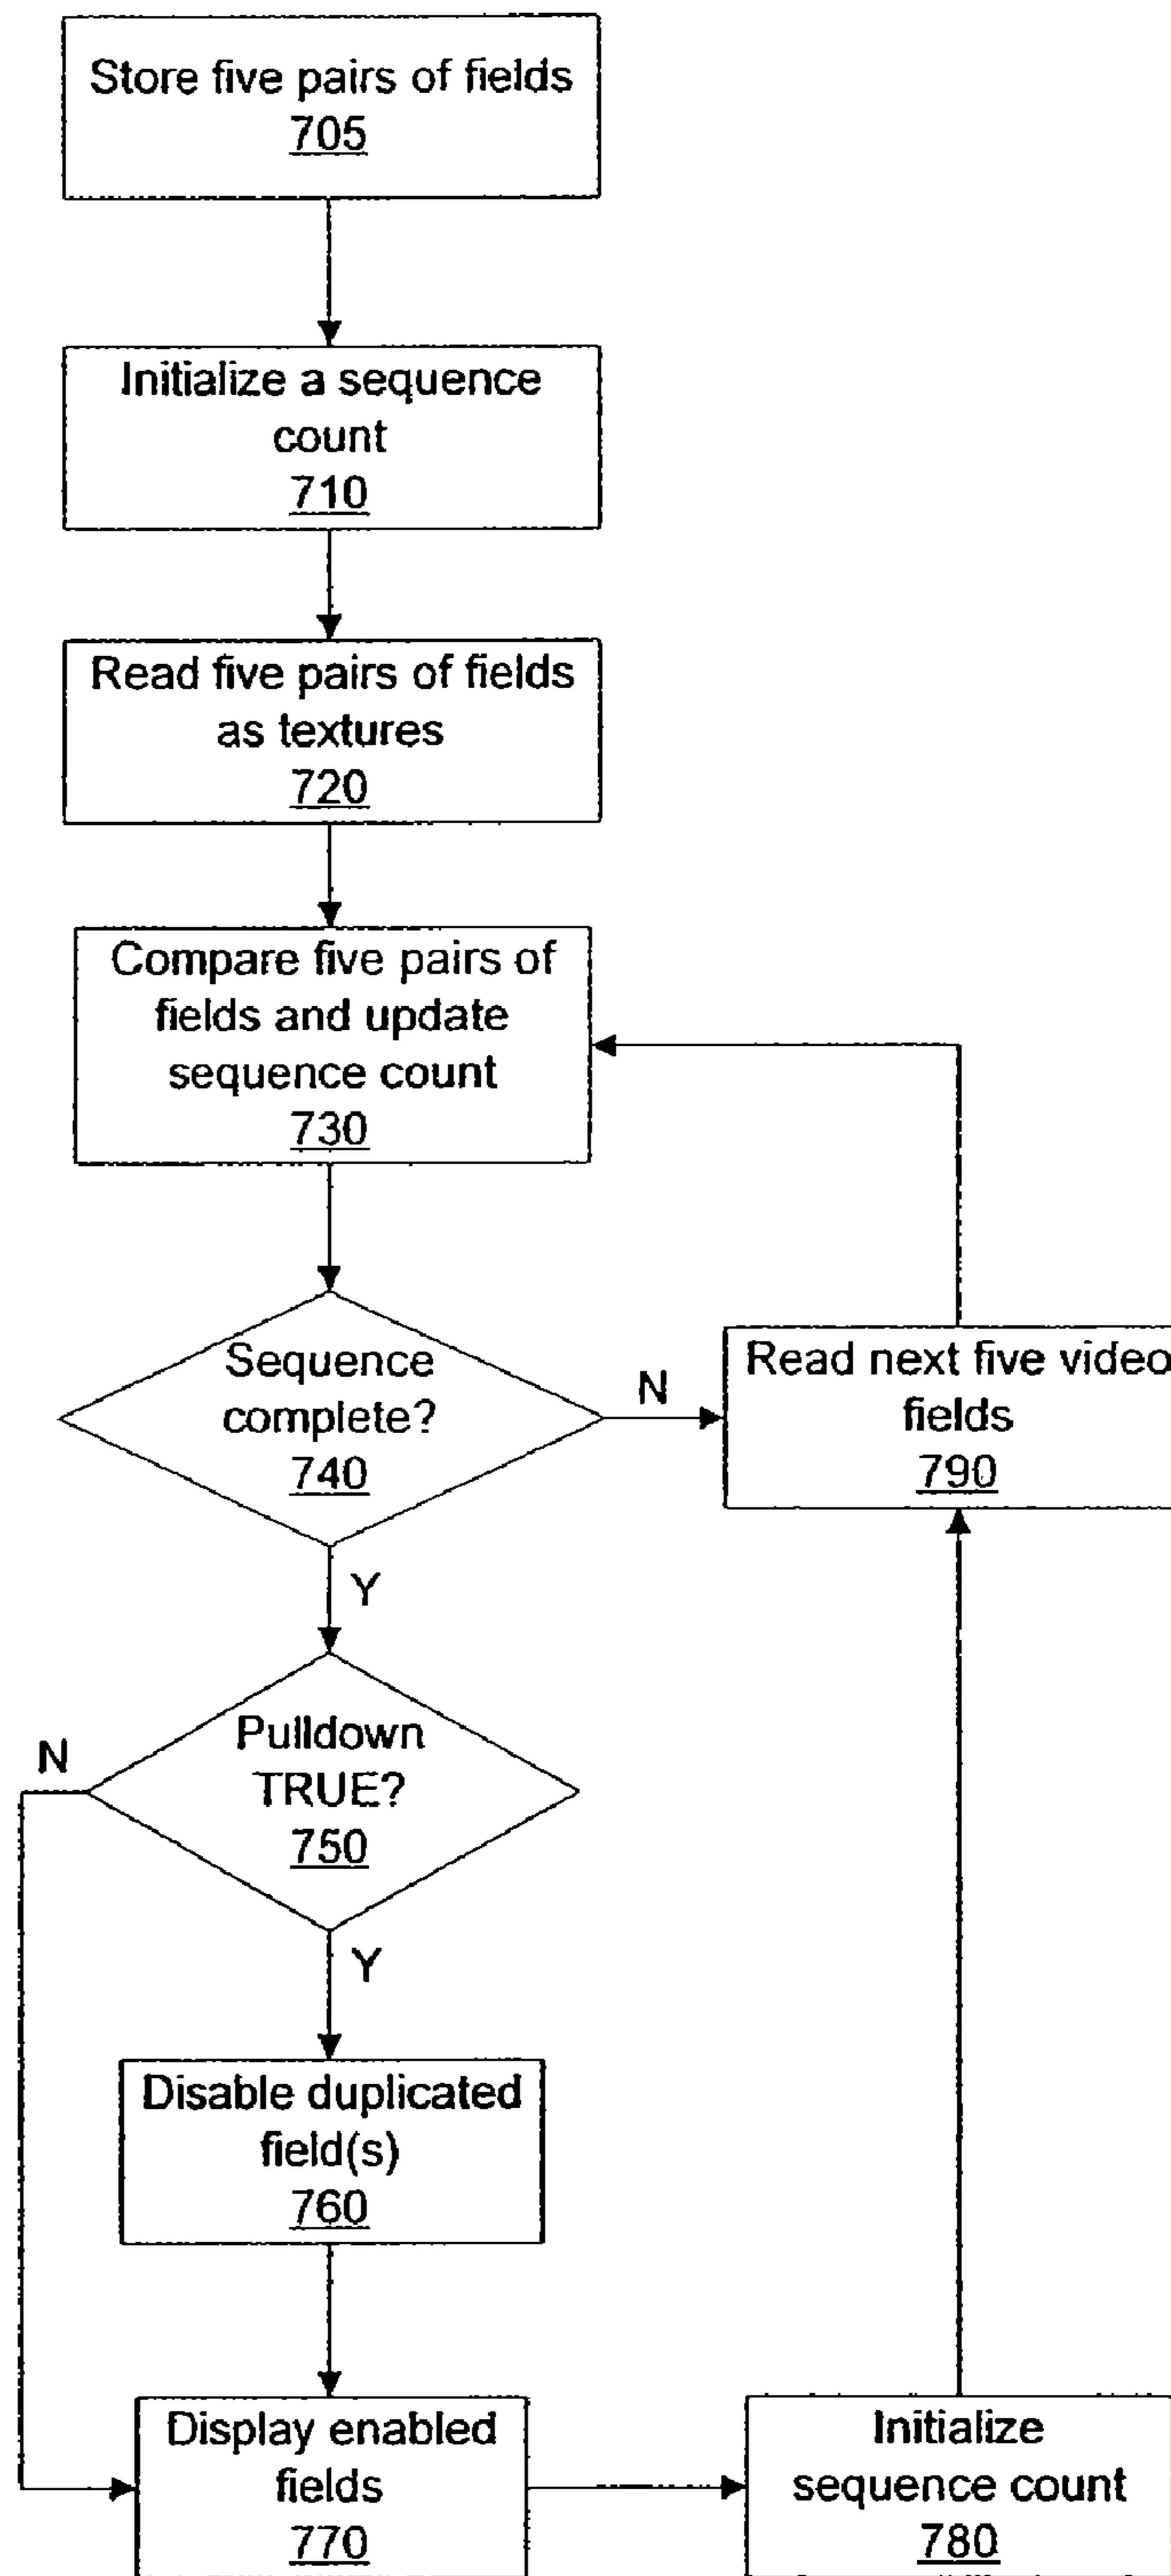 Store five pairs of fields
705
Initialize a sequence
count
710
Read five pairs of fields
as textures
720
Compare five pairs of
fields and update
sequence count
730
Sequence
complete?
740
N
Read next five video
fields
790
Y
Pulldown
TRUE?
750
N
Y
Disable duplicated
field(s)
760
Display enabled
fields
770
Initialize
sequence count
780